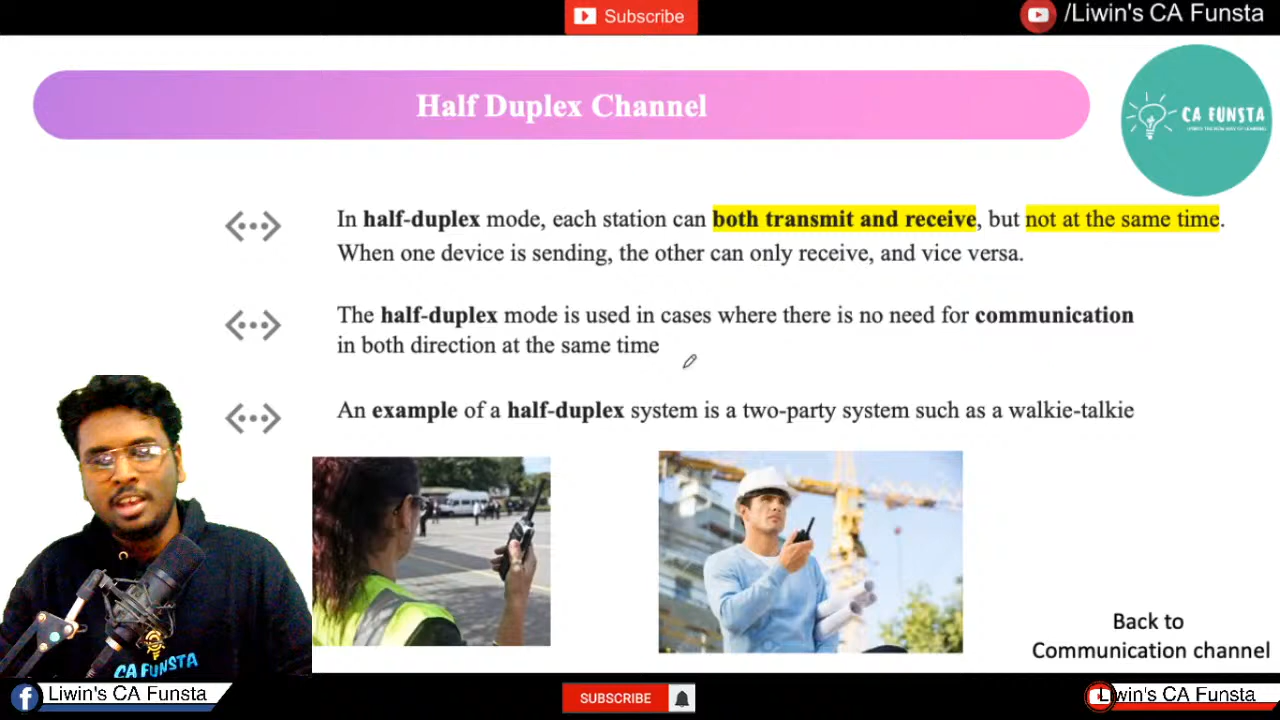 Subscribe
/Liwin's CA Funsta
Half Duplex Channel
CA FUNSTA
In half-duplex mode, each station can both transmit and receive, but not at the same time.
When one device is sending, the other can only receive, and vice versa.
The half-duplex mode is used in cases where there is no need for communication
in both direction at the same time
An example of a half-duplex system is a two-party system such as a walkie-talkie
CA FUNSTA
Back to
Communication channel
Liwin's CA Funsta
SUBSCRIBE
Liwin's CA Funsta